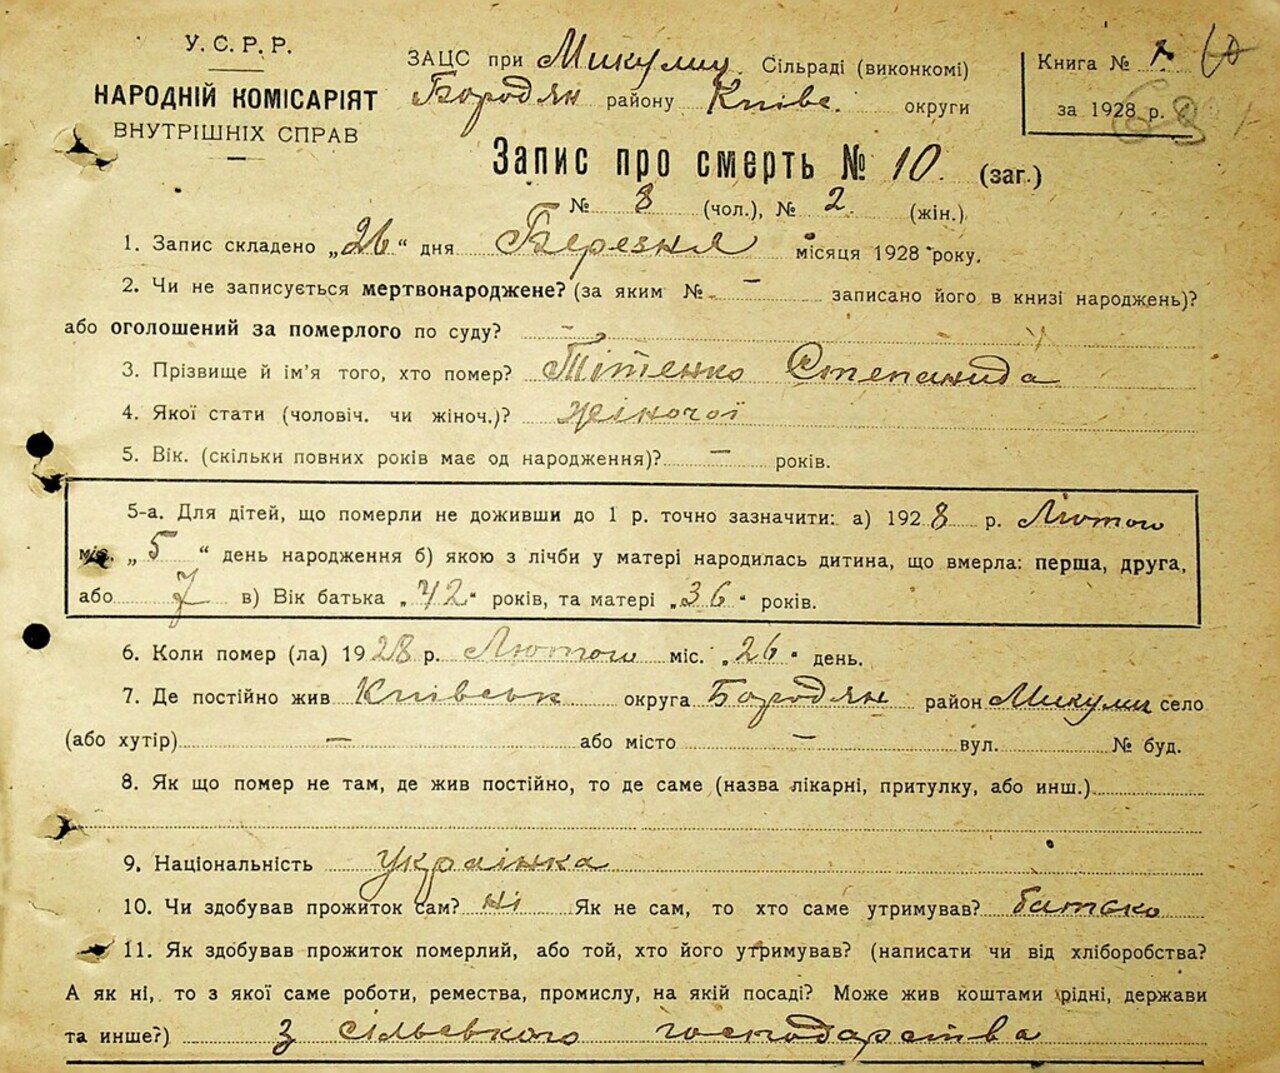 У. С. Р. Р.
НАРОДНІЙ КОМІСАРІЯТ
ВНУТРІШНІХ СПРАВ
ЗАЦС при Микулиц. Сільраді (виконкомі)
Бородян району Київс. округи
Книга № 1
за 1928 р.
68
Запис про смерть № 10. (заг.)
№ 8 (чол.), № 2. (жін.)
1. Запис складено „26“ дня Березня місяця 1928 року.
2. Чи не записується мертвонароджене? (за яким № — записано його в книзі народжень)?
або оголошений за померлого по суду? —
3. Прізвище й ім'я того, хто помер? Тітенко Степанида
4. Якої стати (чоловіч. чи жіноч.)? жіночої
5. Вік. (скільки повних років має од народження)? — років.
5-а. Для дітей, що померли не доживши до 1 р. точно зазначити: а) 1928 р. Лютого
міс. „5“ день народження б) якою з лічби у матері народилась дитина, що вмерла: перша, друга,
або 7 в) Вік батька „42“ років, та матері „36“ років.
6. Коли помер (ла) 1928 р. Лютого міс. „26“ день.
7. Де постійно жив Київськ округа Бородян район Микулич село
(або хутір) — або місто — вул. № буд.
8. Як що помер не там, де жив постійно, то де саме (назва лікарні, притулку, або инш.)
9. Національність Українка
10. Чи здобував прожиток сам? ні Як не сам, то хто саме утримував? батько
11. Як здобував прожиток померлий, або той, хто його утримував? (написати чи від хліборобства?
А як ні, то з якої саме роботи, ремества, промислу, на якій посаді? Може жив коштами рідні, держави
та инше?) З сільського господарства